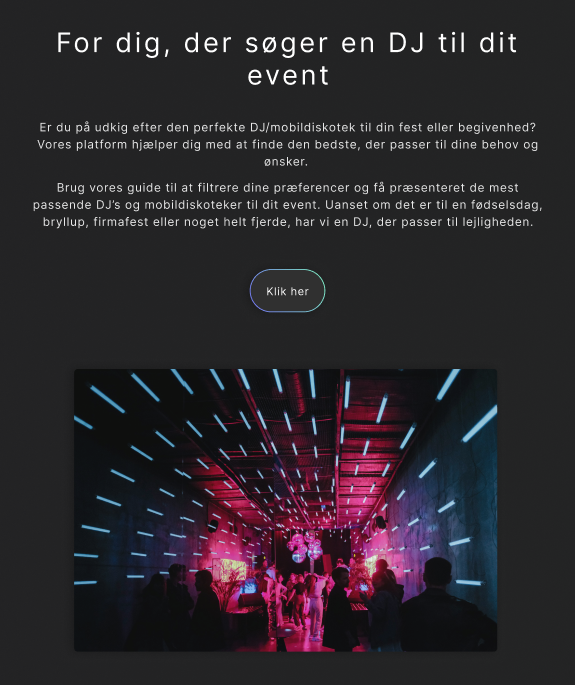 For dig, der søger en DJ til dit
event
Er du på udkig efter den perfekte DJ/mobildiskotek til din fest eller begivenhed?
Vores platform hjælper dig med at finde den bedste, der passer til dine behov og
ønsker.
Brug vores guide til at filtrere dine præferencer og få præsenteret de mest
passende DJ’s og mobildiskoteker til dit event. Uanset om det er til en fødselsdag,
bryllup, firmafest eller noget helt fjerde, har vi en DJ, der passer til lejligheden.
Klik her